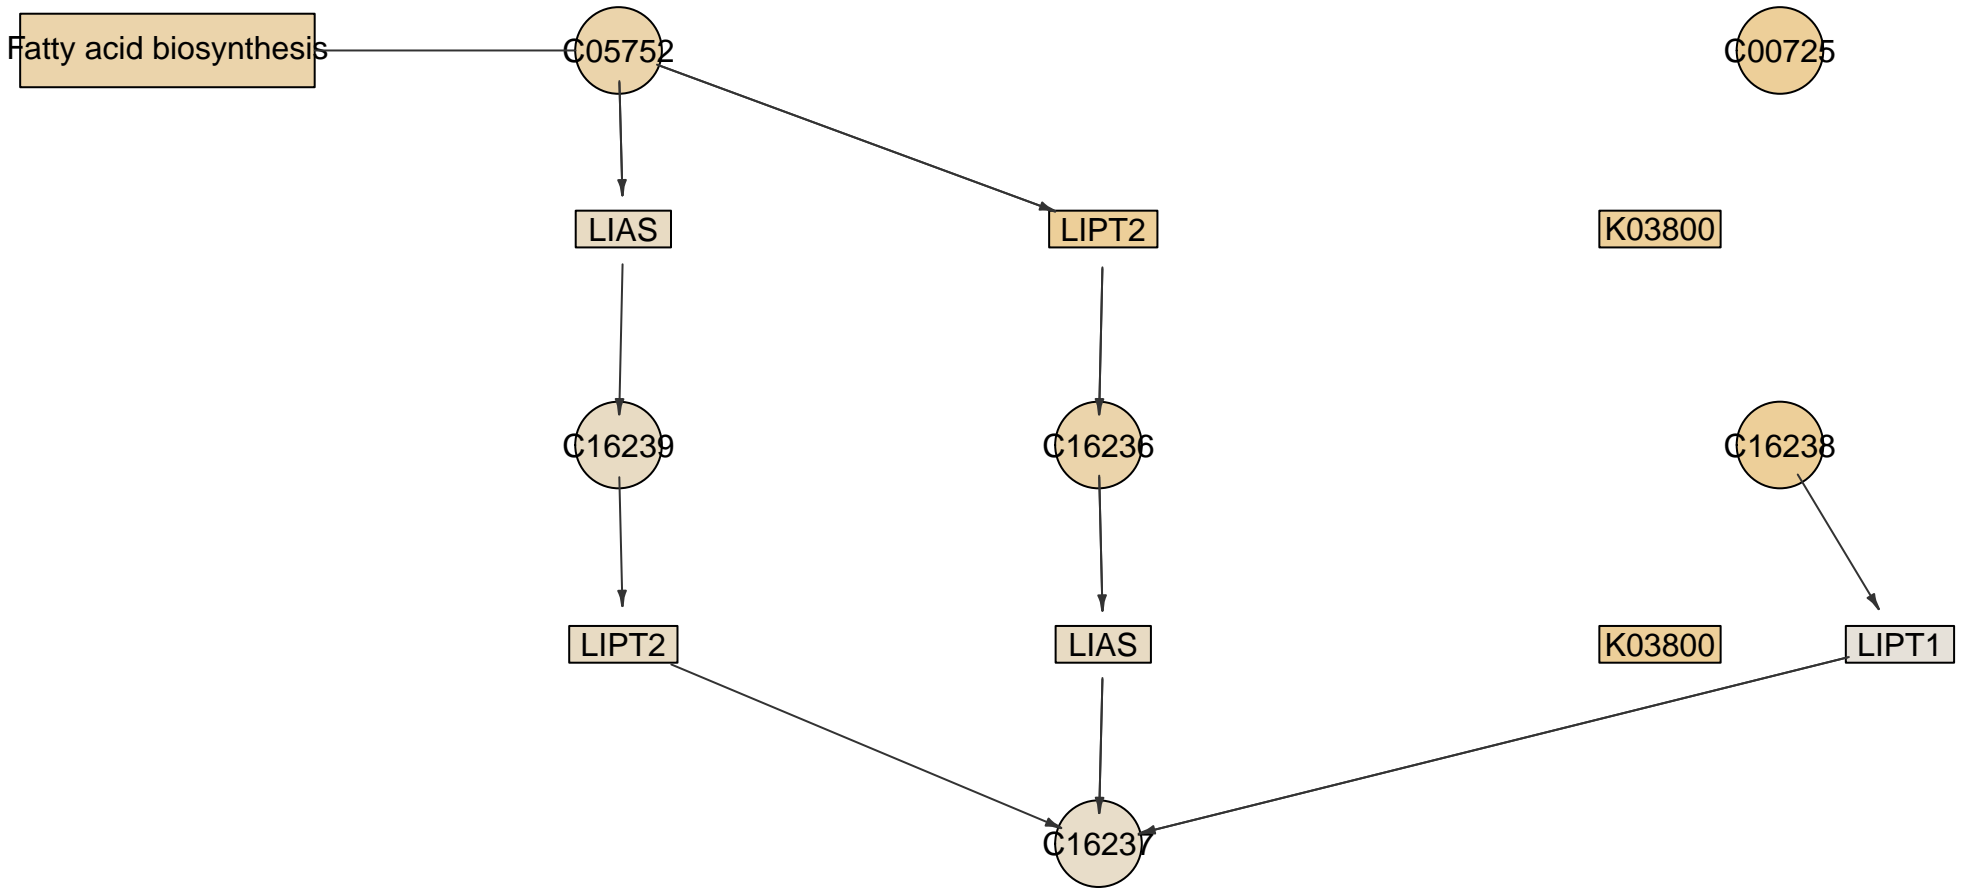 Fatty acid biosynthesis
C05752
C00725
LIAS
LIPT2
K03800
C16239
C16236
C16238
LIPT2
LIAS
K03800
LIPT1
C16237